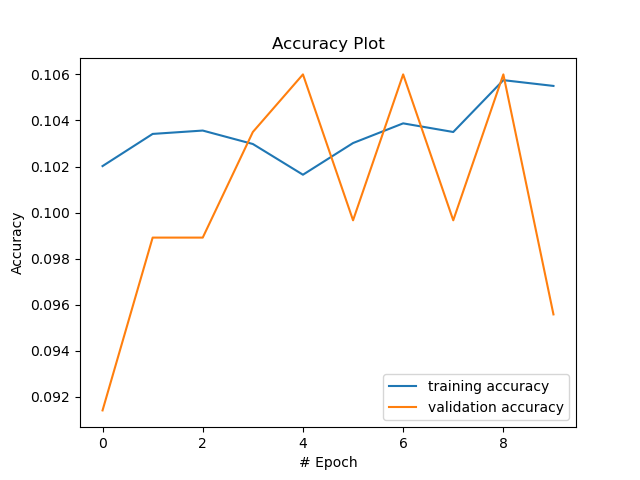 Accuracy Plot
0.106
0.104
0.102
0.100
0.098
0.096
0.094
0.092
Accuracy
0 2 4 6 8
# Epoch
training accuracy
validation accuracy